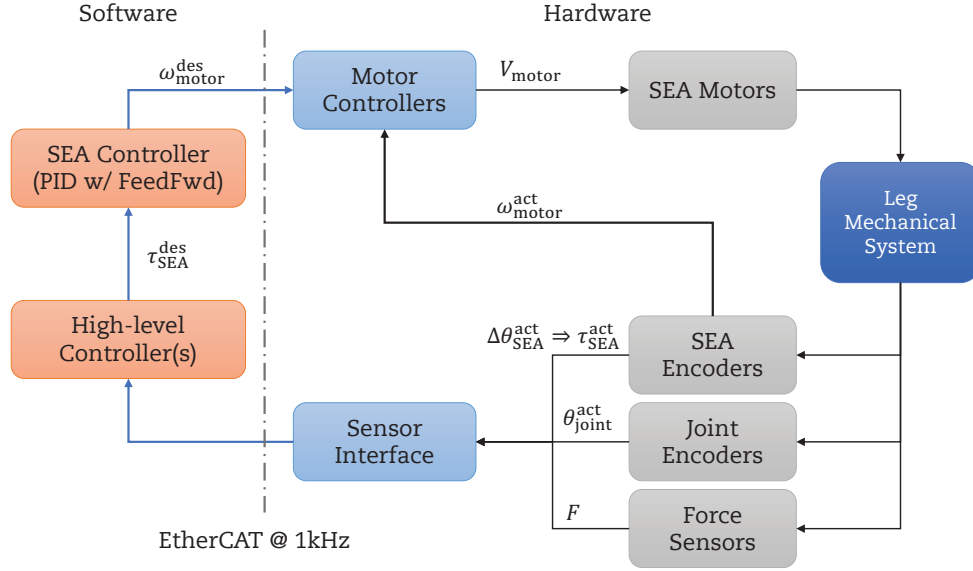 Software
Hardware
ω_motor^des
Motor
Controllers
V_motor
SEA Motors
SEA Controller
(PID w/ FeedFwd)
Leg
Mechanical
System
ω_motor^act
τ_SEA^des
High-level
Controller(s)
Δθ_SEA^act ⇒ τ_SEA^act
SEA
Encoders
Sensor
Interface
θ_joint^act
Joint
Encoders
F
Force
Sensors
EtherCAT @ 1kHz